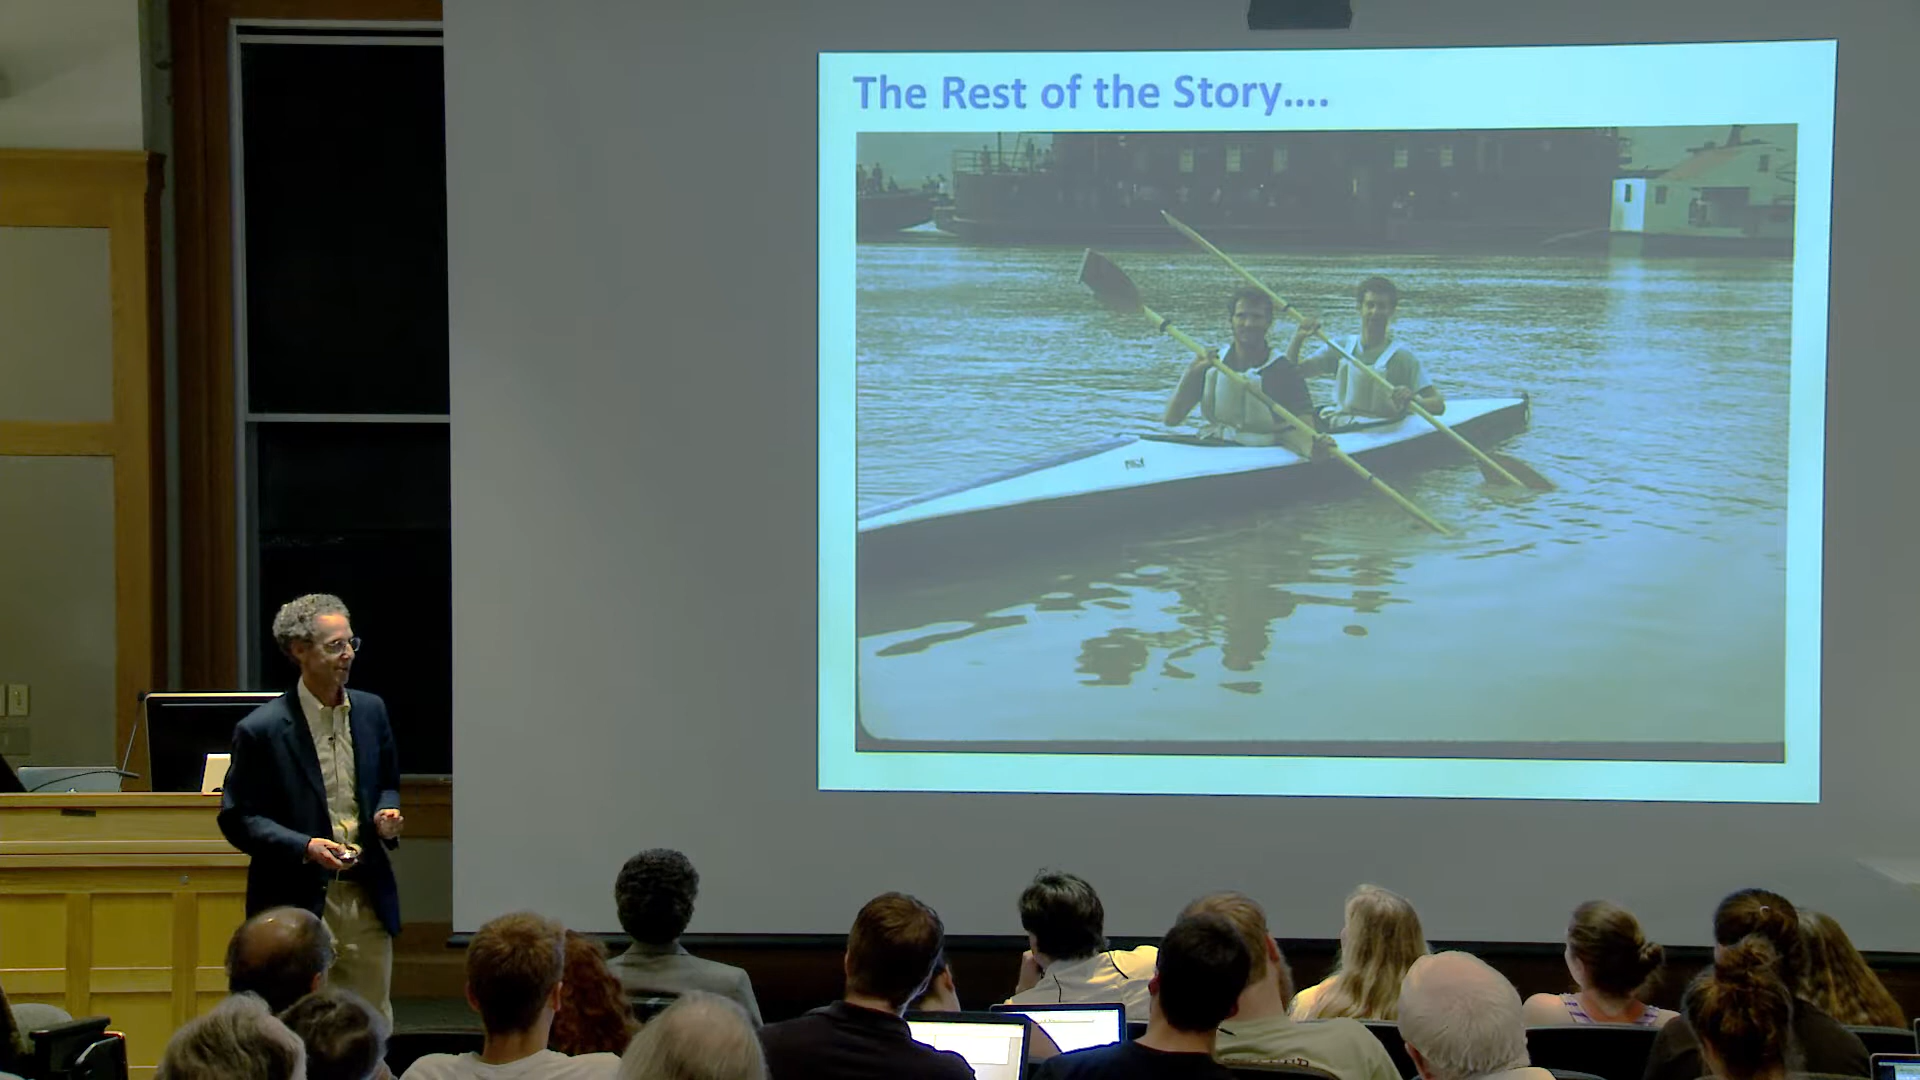 The Rest of the Story....